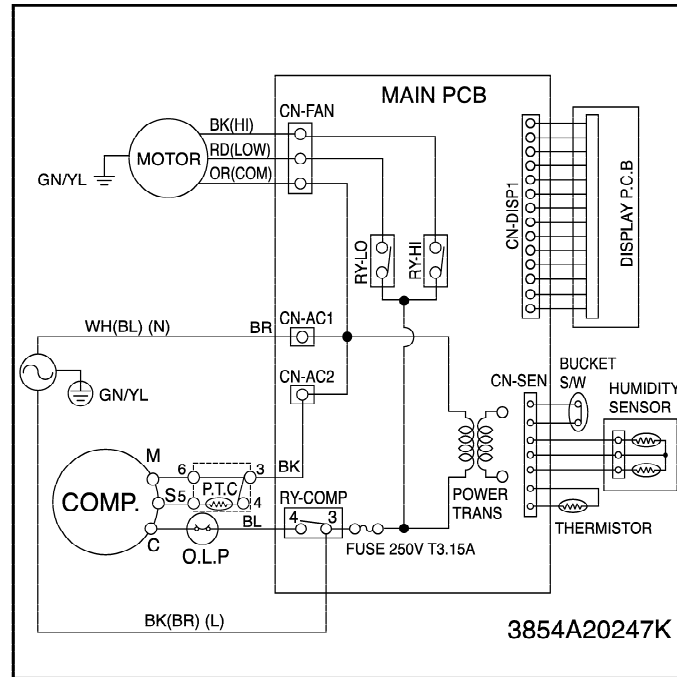 MAIN PCB
CN-FAN
BK(HI)
RD(LOW)
OR(COM)
MOTOR
GN/YL
CN-DISP1
DISPLAY P.C.B
RY-LO
RY-HI
WH(BL) (N)
BR
CN-AC1
GN/YL
CN-AC2
CN-SEN
BUCKET
S/W
HUMIDITY
SENSOR
COMP.
M
S
C
6
5
P.T.C
3
4
BK
RY-COMP
4
3
BL
O.L.P
FUSE 250V T3.15A
POWER
TRANS
THERMISTOR
BK(BR) (L)
3854A20247K